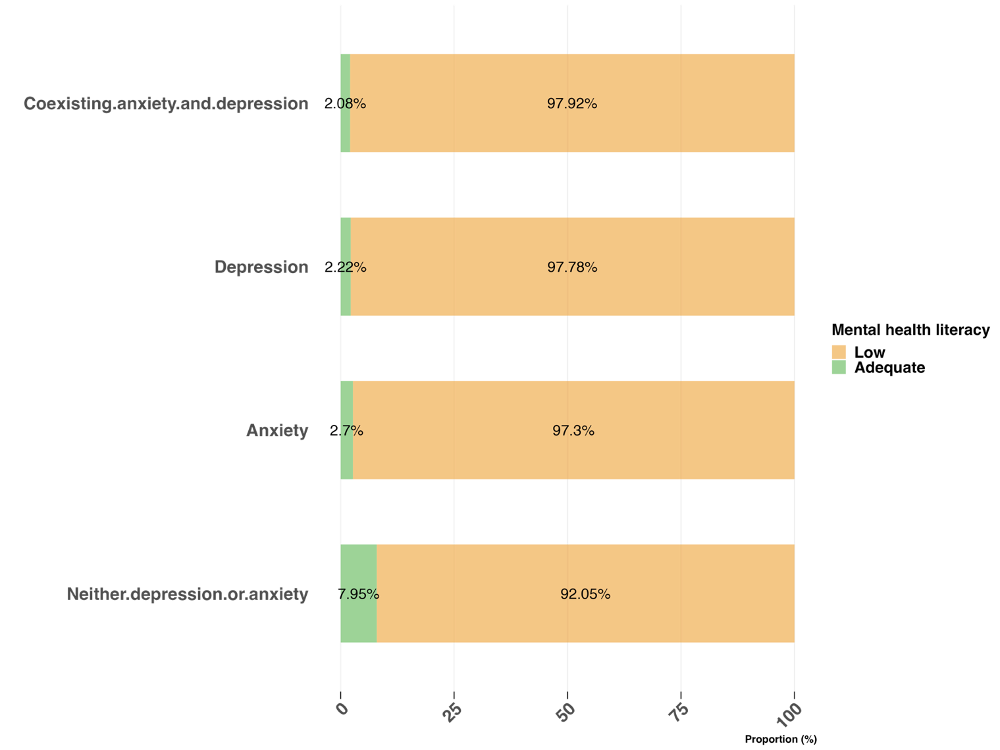 Coexisting.anxiety.and.depression
2.08%
97.92%
Depression
2.22%
97.78%
Mental health literacy
Low
Adequate
Anxiety
2.7%
97.3%
Neither.depression.or.anxiety
7.95%
92.05%
0
25
50
75
100
Proportion (%)